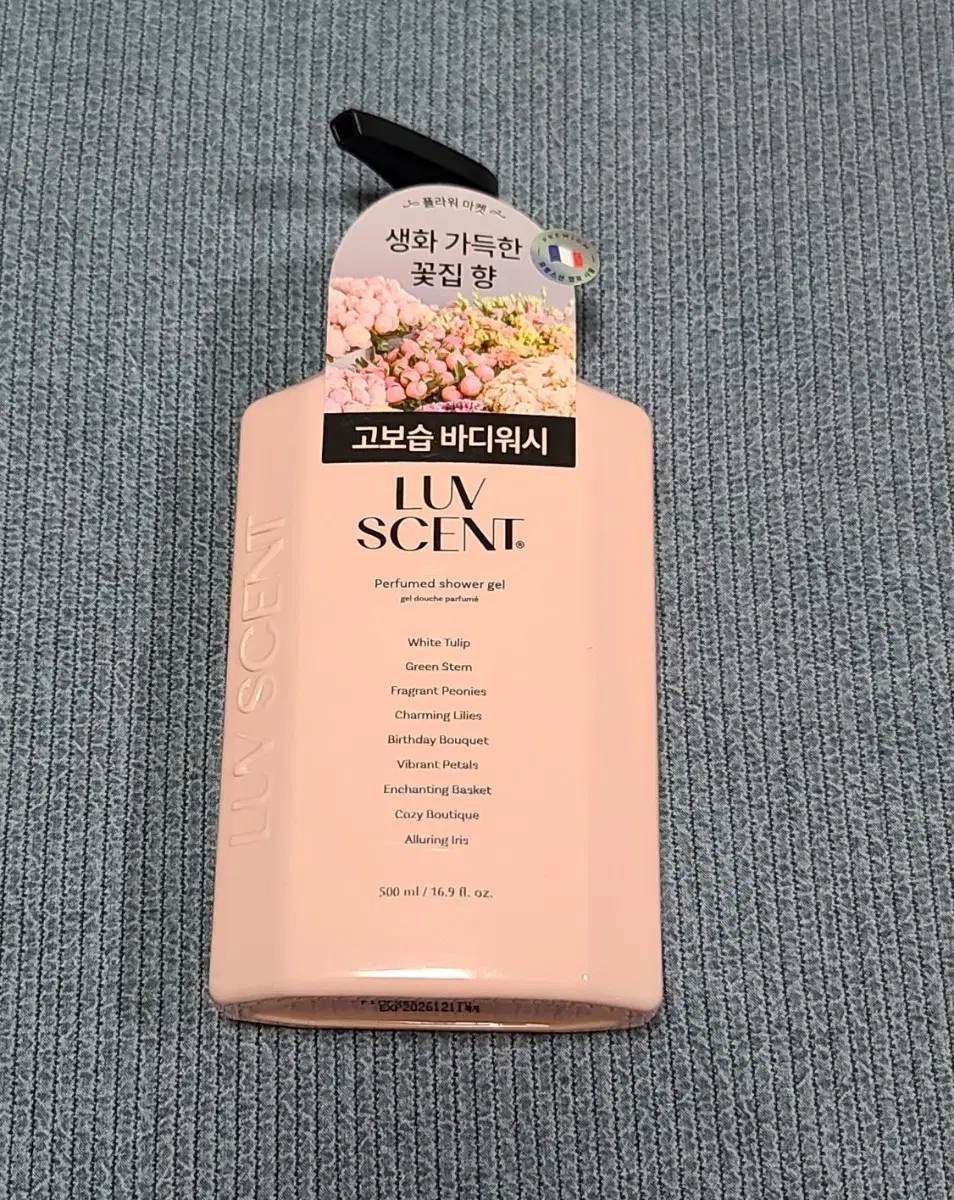 플라워 마켓
생화 가득한
꽃집 향
PREMIUM
고보습 바디워시
LUV
SCENT®
Perfumed shower gel
gel douche parfumé
White Tulip
Green Stem
Fragrant Peonies
Charming Lilies
Birthday Bouquet
Vibrant Petals
Enchanting Basket
Cozy Boutique
Alluring Iris
500 ml / 16.9 fl. oz.
LUV SCENT
EXP20261211